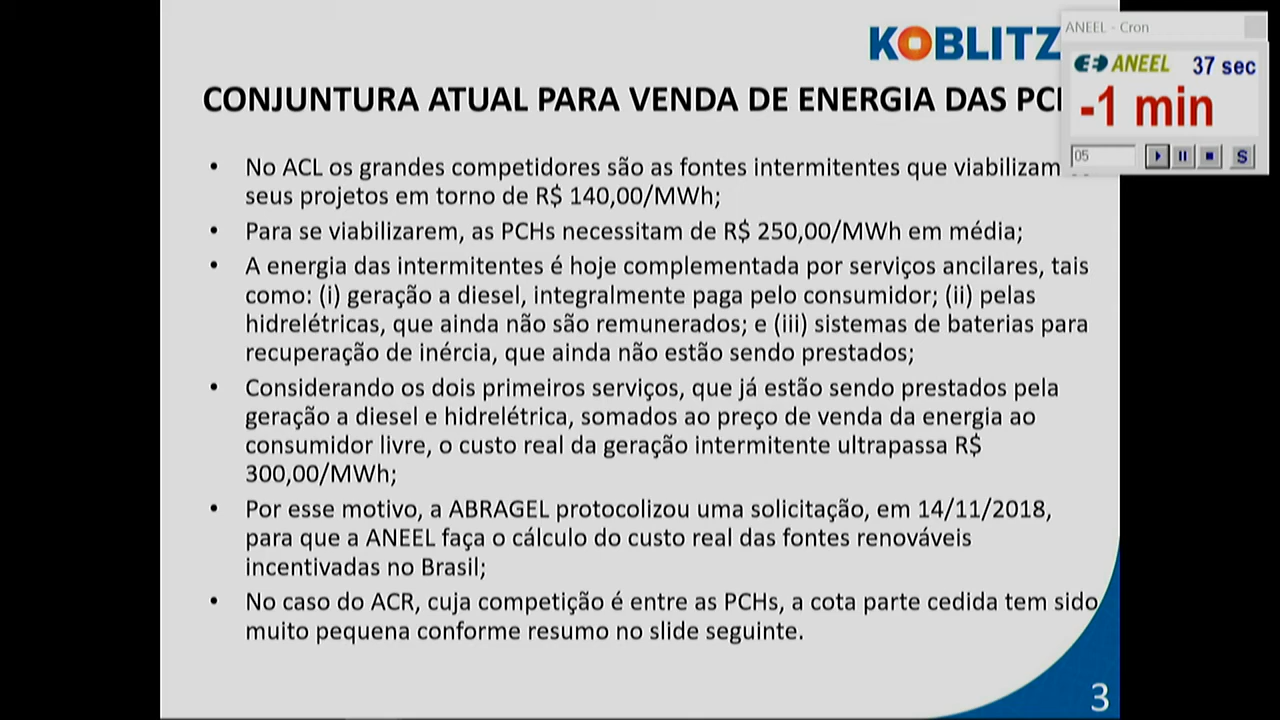 KOBLITZ
ANEEL - Cron
ANEEL 37 sec
-1 min
05
S
CONJUNTURA ATUAL PARA VENDA DE ENERGIA DAS
• No ACL os grandes competidores são as fontes intermitentes que viabilizam
seus projetos em torno de R$ 140,00/MWh;
• Para se viabilizarem, as PCHs necessitam de R$ 250,00/MWh em média;
• A energia das intermitentes é hoje complementada por serviços ancilares, tais
como: (i) geração a diesel, integralmente paga pelo consumidor; (ii) pelas
hidrelétricas, que ainda não são remunerados; e (iii) sistemas de baterias para
recuperação de inércia, que ainda não estão sendo prestados;
• Considerando os dois primeiros serviços, que já estão sendo prestados pela
geração a diesel e hidrelétrica, somados ao preço de venda da energia ao
consumidor livre, o custo real da geração intermitente ultrapassa R$
300,00/MWh;
• Por esse motivo, a ABRAGEL protocolizou uma solicitação, em 14/11/2018,
para que a ANEEL faça o cálculo do custo real das fontes renováveis
incentivadas no Brasil;
• No caso do ACR, cuja competição é entre as PCHs, a cota parte cedida tem sido
muito pequena conforme resumo no slide seguinte.
3